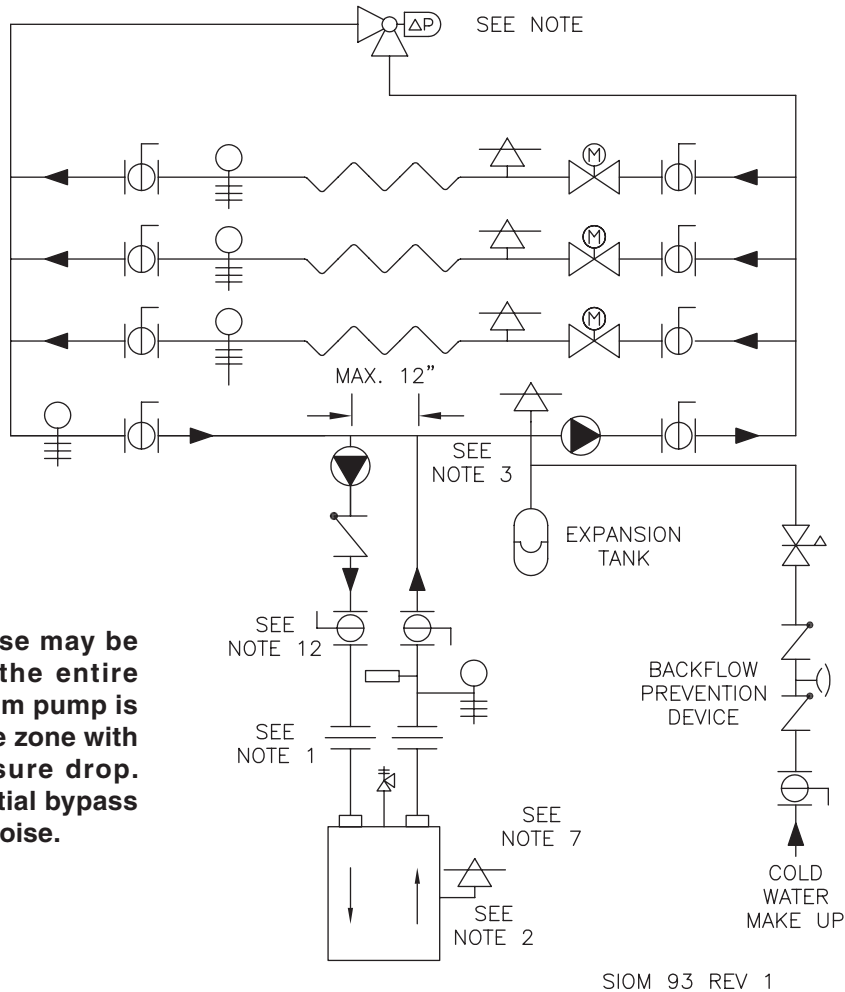 ΔP
SEE NOTE
M
M
M
MAX. 12"
SEE
NOTE 3
EXPANSION
TANK
SEE
NOTE 12
se may be
the entire
m pump is
e zone with
sure drop.
tial bypass
oise.
BACKFLOW
PREVENTION
DEVICE
SEE
NOTE 1
SEE
NOTE 7
SEE
NOTE 2
COLD
WATER
MAKE UP
SIOM 93 REV 1